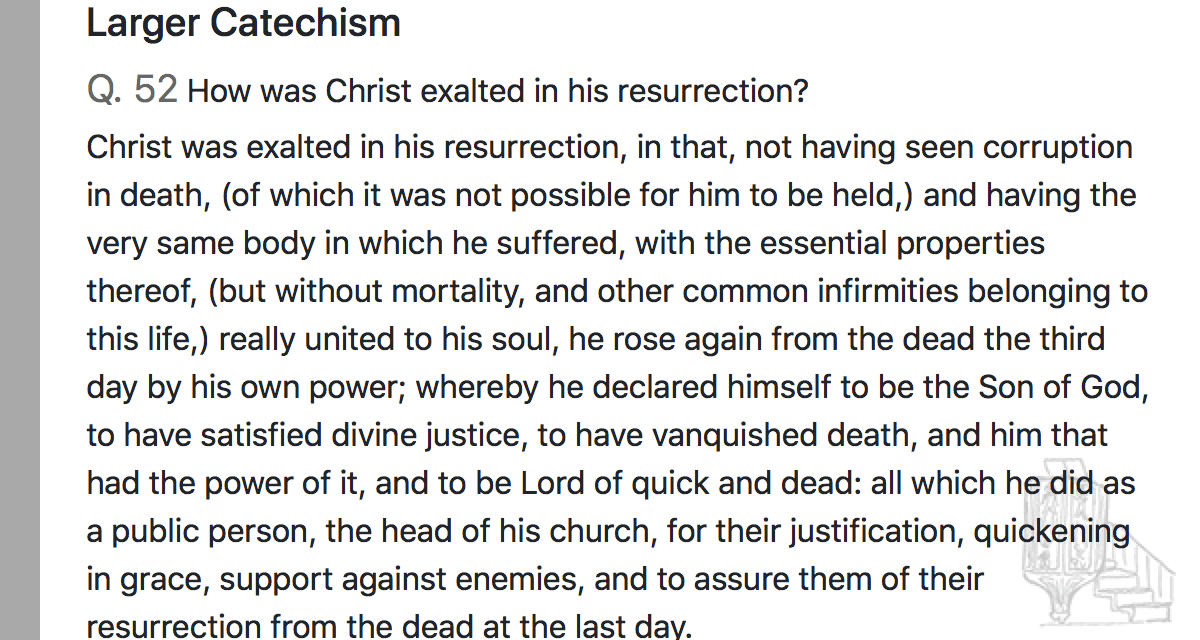 Larger Catechism
Q. 52 How was Christ exalted in his resurrection?
Christ was exalted in his resurrection, in that, not having seen corruption
in death, (of which it was not possible for him to be held,) and having the
very same body in which he suffered, with the essential properties
thereof, (but without mortality, and other common infirmities belonging to
this life,) really united to his soul, he rose again from the dead the third
day by his own power; whereby he declared himself to be the Son of God,
to have satisfied divine justice, to have vanquished death, and him that
had the power of it, and to be Lord of quick and dead: all which he did as
a public person, the head of his church, for their justification, quickening
in grace, support against enemies, and to assure them of their
resurrection from the dead at the last day.